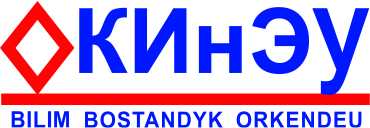 КИнЭУ
BILIM BOSTANDYK ORKENDEU